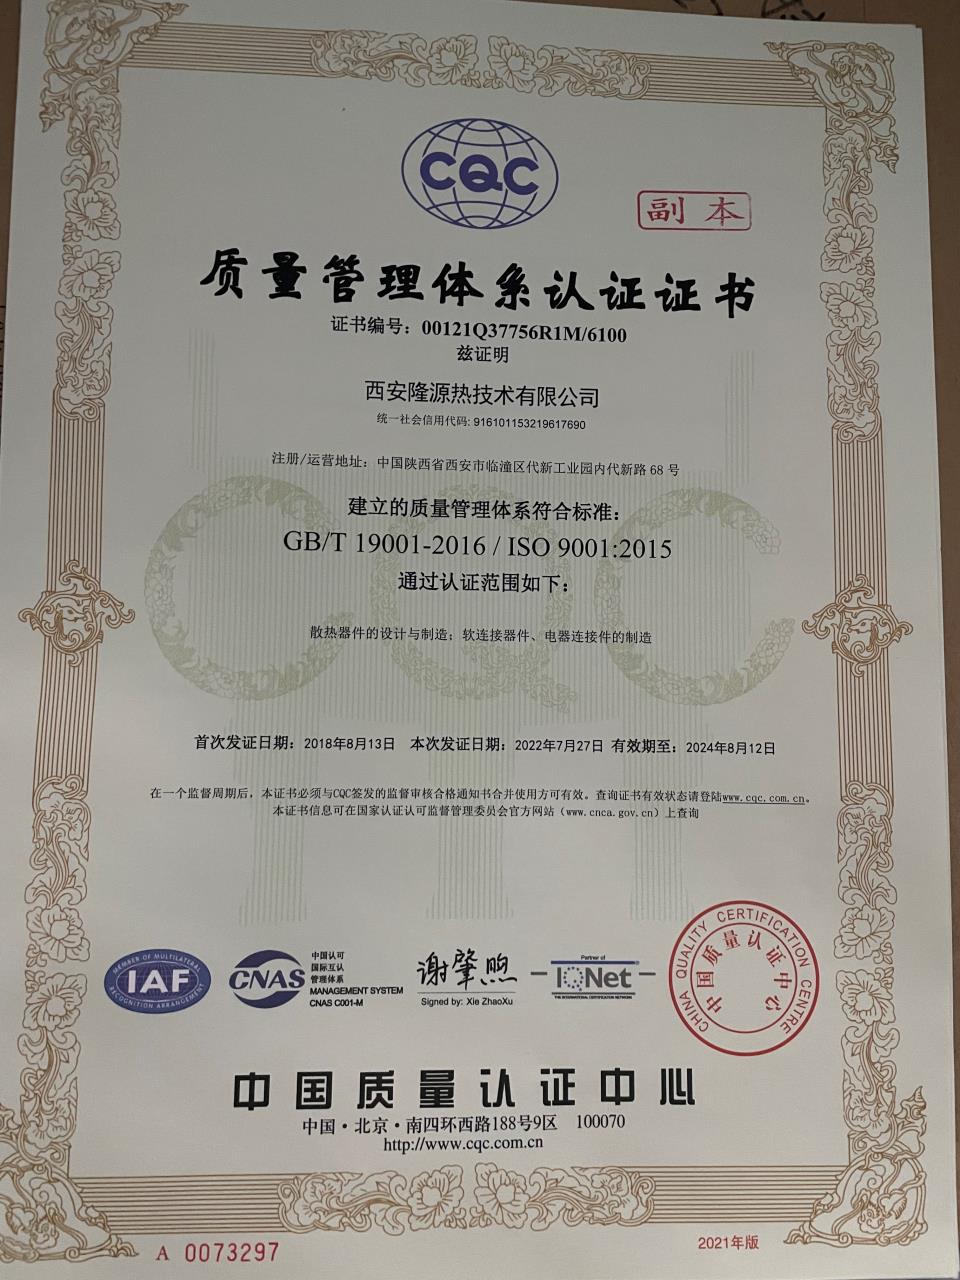 CQC
副 本
质量管理体系认证证书
证书编号：00121Q37756R1M/6100
兹证明
西安隆源热技术有限公司
统一社会信用代码: 916101153219617690
注册/运营地址：中国陕西省西安市临潼区代新工业园内代新路 68 号
建立的质量管理体系符合标准：
GB/T 19001-2016 / ISO 9001:2015
通过认证范围如下：
散热器件的设计与制造；软连接器件、电器连接件的制造
首次发证日期：2018年8月13日 本次发证日期：2022年7月27日 有效期至：2024年8月12日
在一个监督周期后，本证书必须与CQC签发的监督审核合格通知书合并使用方可有效。查询证书有效状态请登陆www.cqc.com.cn。
本证书信息可在国家认证认可监督管理委员会官方网站（www.cnca.gov.cn）上查询
MEMBER OF MULTILATERAL
IAF
RECOGNITION ARRANGEMENT
CNAS
中国认可
国际互认
管理体系
MANAGEMENT SYSTEM
CNAS C001-M
谢肇煦
Signed by: Xie ZhaoXu
Partner of
IQNet
THE INTERNATIONAL CERTIFICATION NETWORK
CHINA QUALITY CERTIFICATION CENTRE
中国质量认证中心
中国质量认证中心
中国·北京·南四环西路188号9区 100070
http://www.cqc.com.cn
A 0073297
2021年版